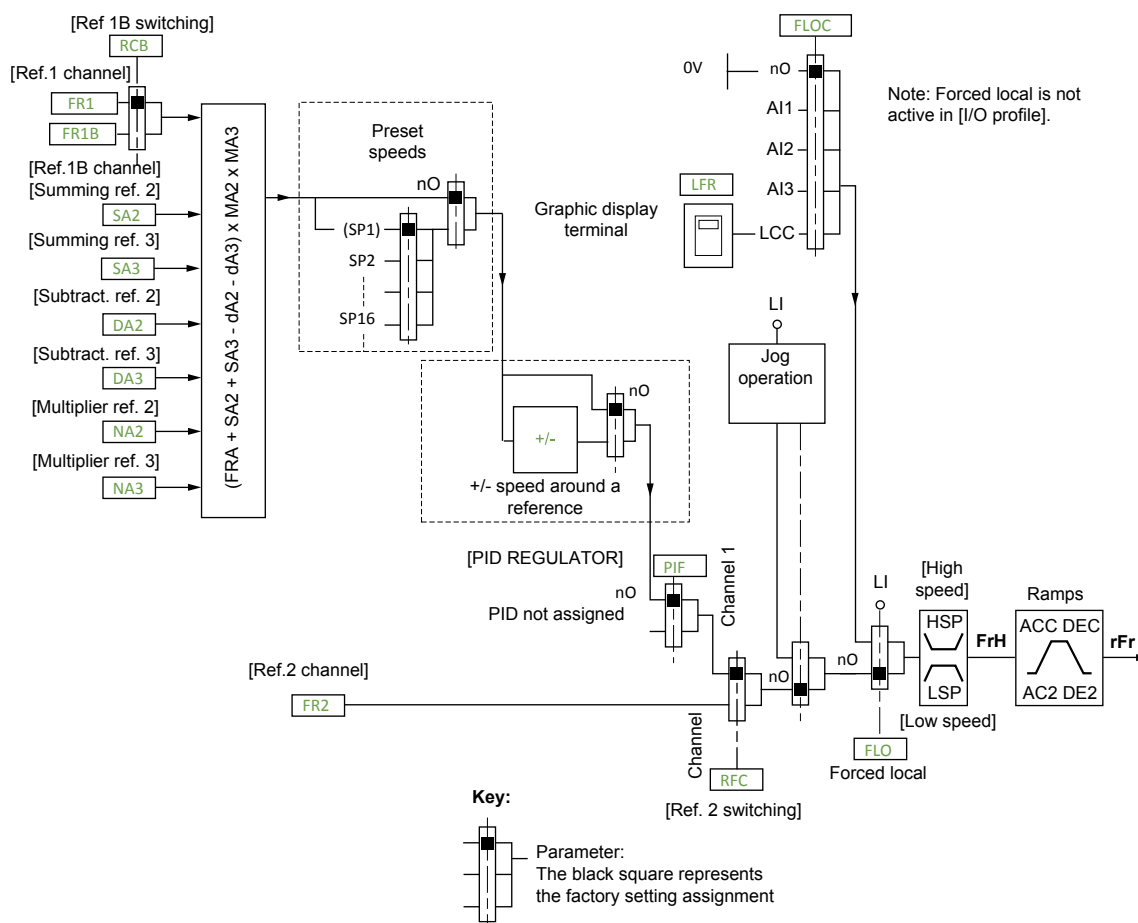 [Ref 1B switching]
RCB
[Ref.1 channel]
FR1
FR1B
[Ref.1B channel]
[Summing ref. 2]
SA2
[Summing ref. 3]
SA3
[Subtract. ref. 2]
DA2
[Subtract. ref. 3]
DA3
[Multiplier ref. 2]
NA2
[Multiplier ref. 3]
NA3
(FRA + SA2 + SA3 - dA2 - dA3) x MA2 x MA3
Preset
speeds
nO
(SP1)
SP2
SP16
nO
+/-
+/- speed around a
reference
FLOC
0V
nO
AI1
AI2
AI3
LCC
LFR
Graphic display
terminal
Note: Forced local is not
active in [I/O profile].
LI
Jog
operation
[PID REGULATOR]
PIF
nO
PID not assigned
Channel 1
[Ref.2 channel]
FR2
Channel
nO
RFC
[Ref. 2 switching]
nO
LI
FLO
Forced local
[High
speed]
HSP
LSP
[Low speed]
FrH
Ramps
ACC DEC
AC2 DE2
rFr
Key:
Parameter:
The black square represents
the factory setting assignment